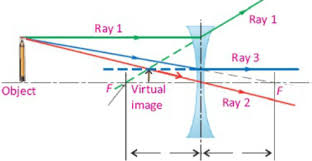 Ray 1
Ray 1
Ray 3
Object
F
Virtual
image
F
Ray 2